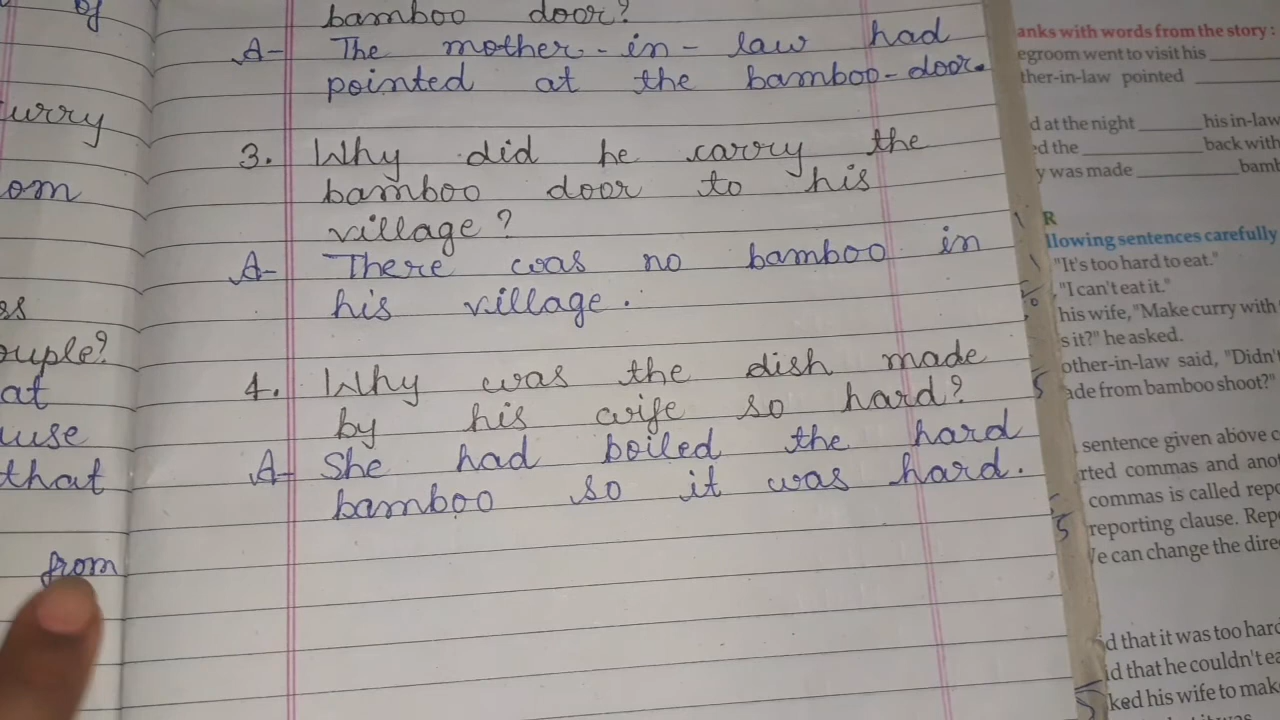 of
urry
om
ouple?
at
that
from
bamboo door?
A- The mother-in-law had
pointed at the bamboo-door.
3. Why did he carry the
bamboo door to his
village?
A- There was no bamboo in
his village.
4. Why was the dish made
by his wife so hard?
A- She had boiled the hard
bamboo so it was hard.
anks with words from the story:
egroom went to visit his
ther-in-law pointed
d at the night his in-law
ed the back with
y was made bamb
R
llowing sentences carefully
"It's too hard to eat."
"I can't eat it."
his wife, "Make curry with
s it?" he asked.
other-in-law said, "Didn't
ade from bamboo shoot?"
sentence given above c
rted commas and anot
commas is called repo
reporting clause. Rep
e can change the dire
d that it was too hard
id that he couldn't ea
ked his wife to mak